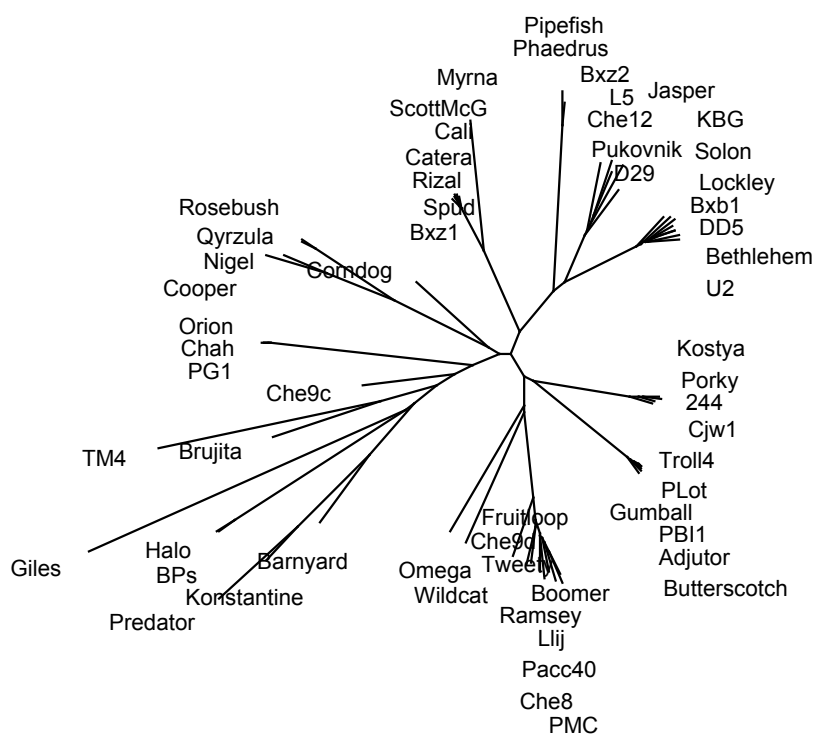 Pipefish
Phaedrus
Bxz2
Myrna
Jasper
L5
ScottMcG
Che12
KBG
Cali
Pukovnik
Solon
Catera
D29
Rizal
Lockley
Spud
Bxb1
Rosebush
DD5
Bxz1
Qyrzula
Bethlehem
Nigel
Corndog
Cooper
U2
Orion
Chah
Kostya
PG1
Porky
Che9c
244
Cjw1
Brujita
TM4
Troll4
PLot
Gumball
Fruitloop
PBI1
Che9d
Halo
Adjutor
Barnyard
Tweety
Giles
Omega
BPs
Butterscotch
Boomer
Wildcat
Konstantine
Ramsey
Predator
Llij
Pacc40
Che8
PMC